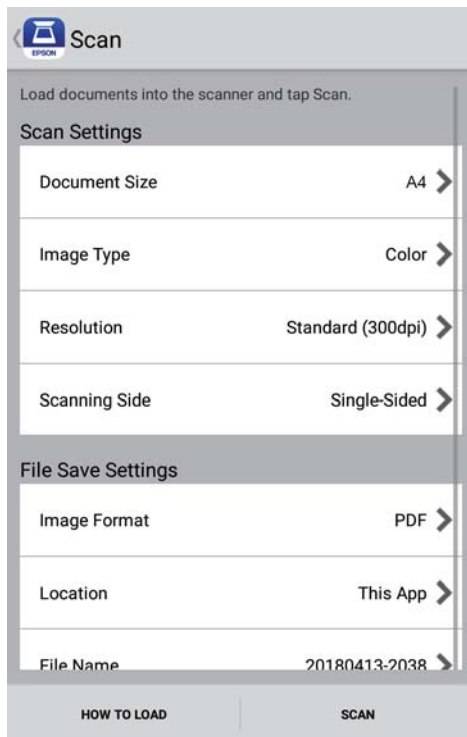 EPSON
Scan
Load documents into the scanner and tap Scan.
Scan Settings
Document Size A4
Image Type Color
Resolution Standard (300dpi)
Scanning Side Single-Sided
File Save Settings
Image Format PDF
Location This App
File Name 20180413-2038
HOW TO LOAD SCAN